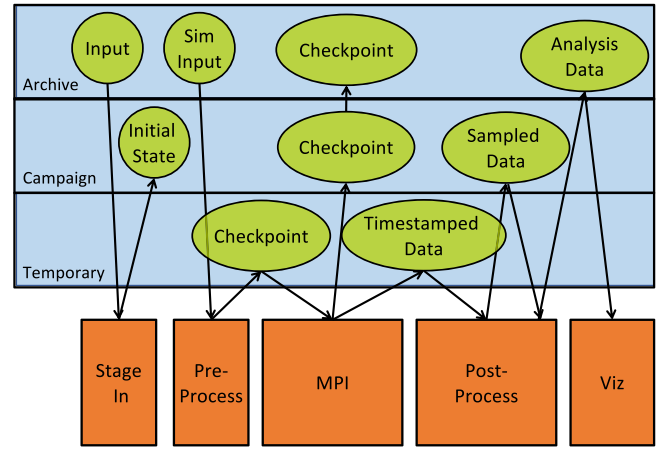 Input
Sim
Input
Checkpoint
Analysis
Data
Archive
Initial
State
Checkpoint
Sampled
Data
Campaign
Checkpoint
Timestamped
Data
Temporary
Stage
In
Pre-
Process
MPI
Post-
Process
Viz